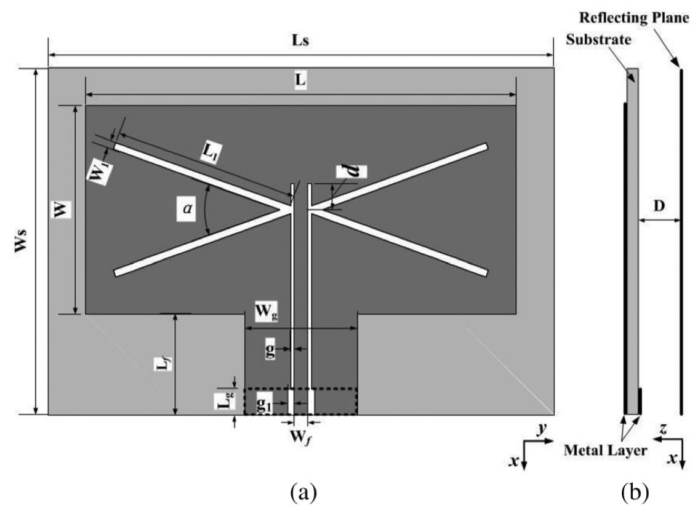 Ls
Reflecting Plane
Substrate
L
L1
W1
d
α
W
Ws
D
Wg
Lf
g
Lg
g1
Wf
y
x
Metal Layer
z
x
(a)
(b)